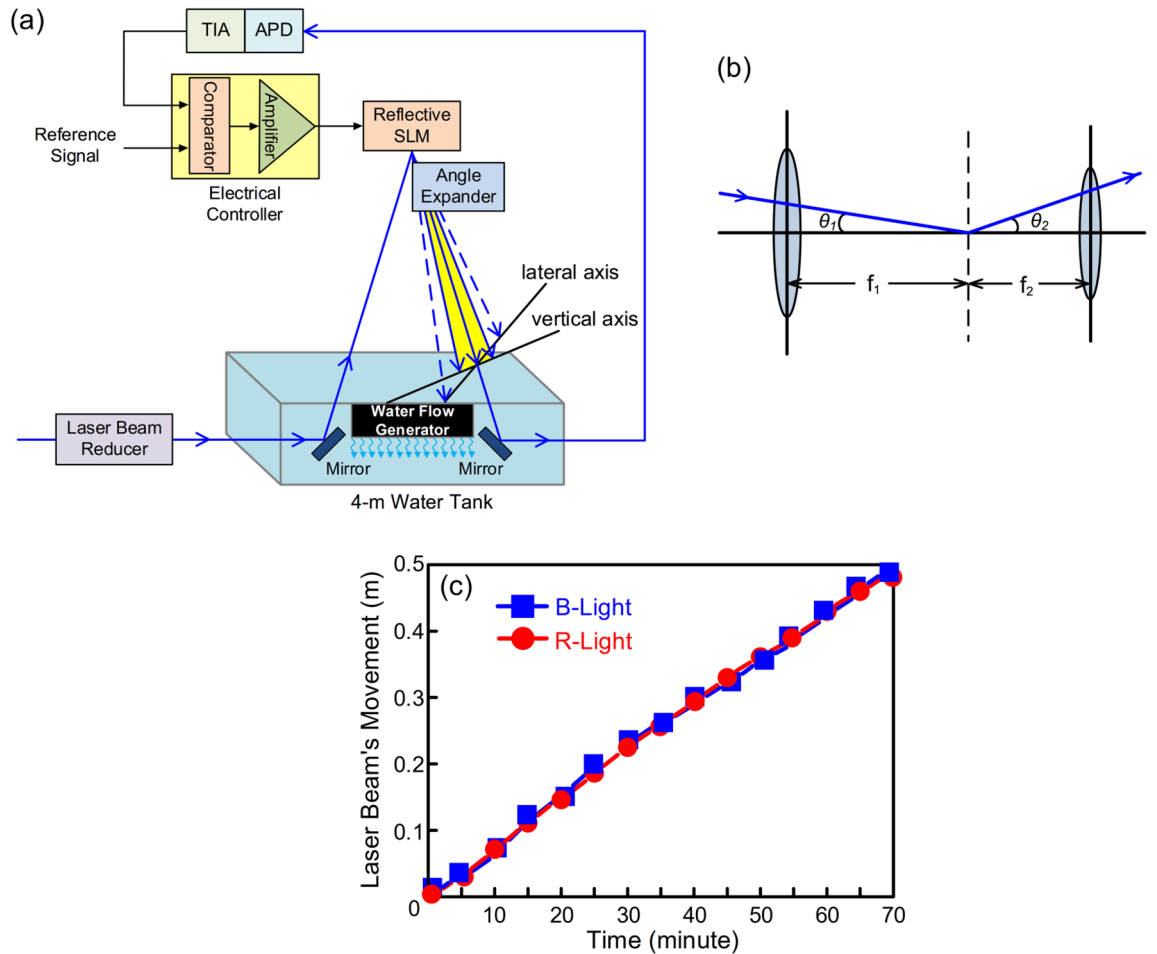 (a)
TIA
APD
Comparator
Amplifier
Reference
Signal
Electrical
Controller
Reflective
SLM
Angle
Expander
lateral axis
vertical axis
Laser Beam
Reducer
Water Flow
Generator
Mirror
Mirror
4-m Water Tank
(b)
θ1
θ2
f1
f2
(c)
B-Light
R-Light
Laser Beam's Movement (m)
0.5
0.4
0.3
0.2
0.1
0
10
20
30
40
50
60
70
Time (minute)